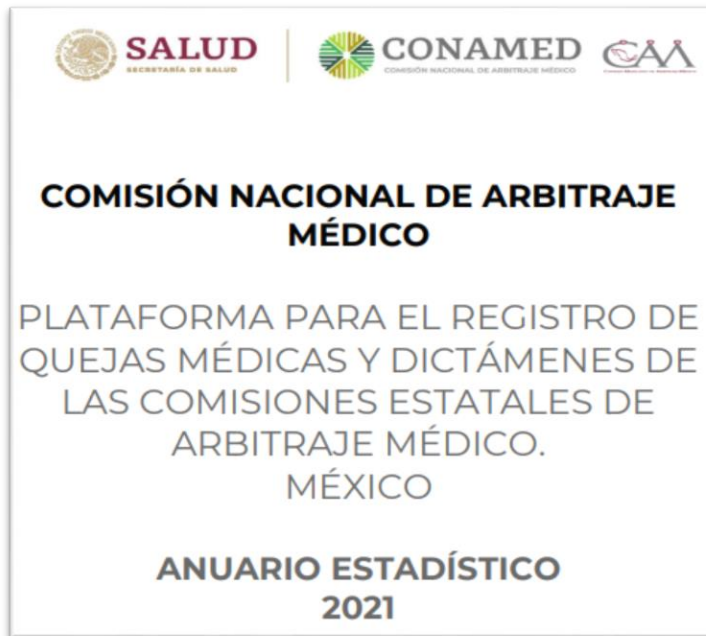 SALUD
SECRETARÍA DE SALUD
CONAMED
COMISIÓN NACIONAL DE ARBITRAJE MÉDICO
CAM
COMISIÓN NACIONAL DE ARBITRAJE
MÉDICO
PLATAFORMA PARA EL REGISTRO DE
QUEJAS MÉDICAS Y DICTÁMENES DE
LAS COMISIONES ESTATALES DE
ARBITRAJE MÉDICO.
MÉXICO
ANUARIO ESTADÍSTICO
2021